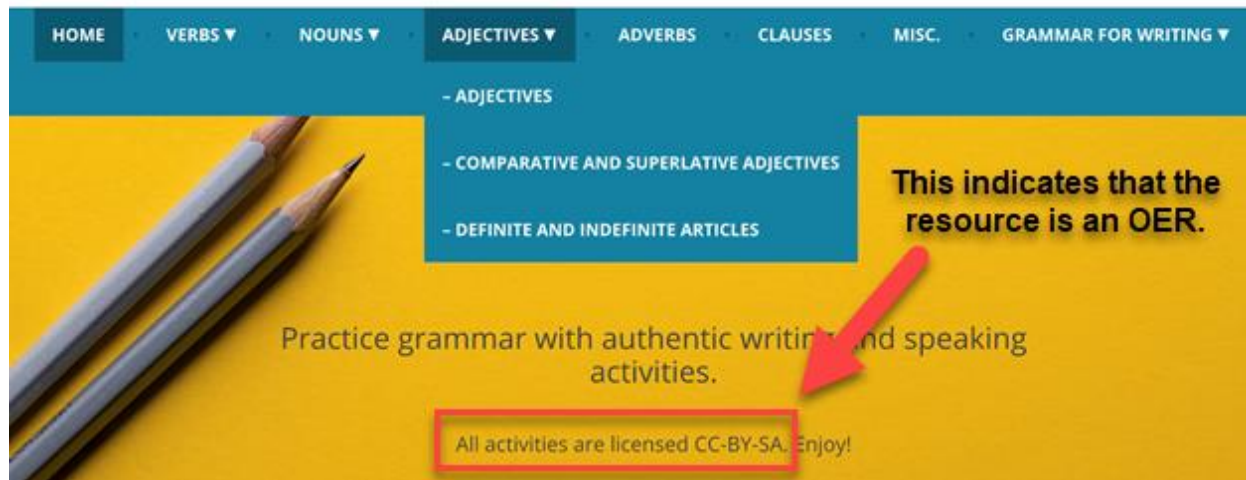 HOME VERBS ▼ NOUNS ▼ ADJECTIVES ▼ ADVERBS CLAUSES MISC. GRAMMAR FOR WRITING ▼
– ADJECTIVES
– COMPARATIVE AND SUPERLATIVE ADJECTIVES
– DEFINITE AND INDEFINITE ARTICLES
This indicates that the
resource is an OER.
Practice grammar with authentic writing and speaking
activities.
All activities are licensed CC-BY-SA. Enjoy!